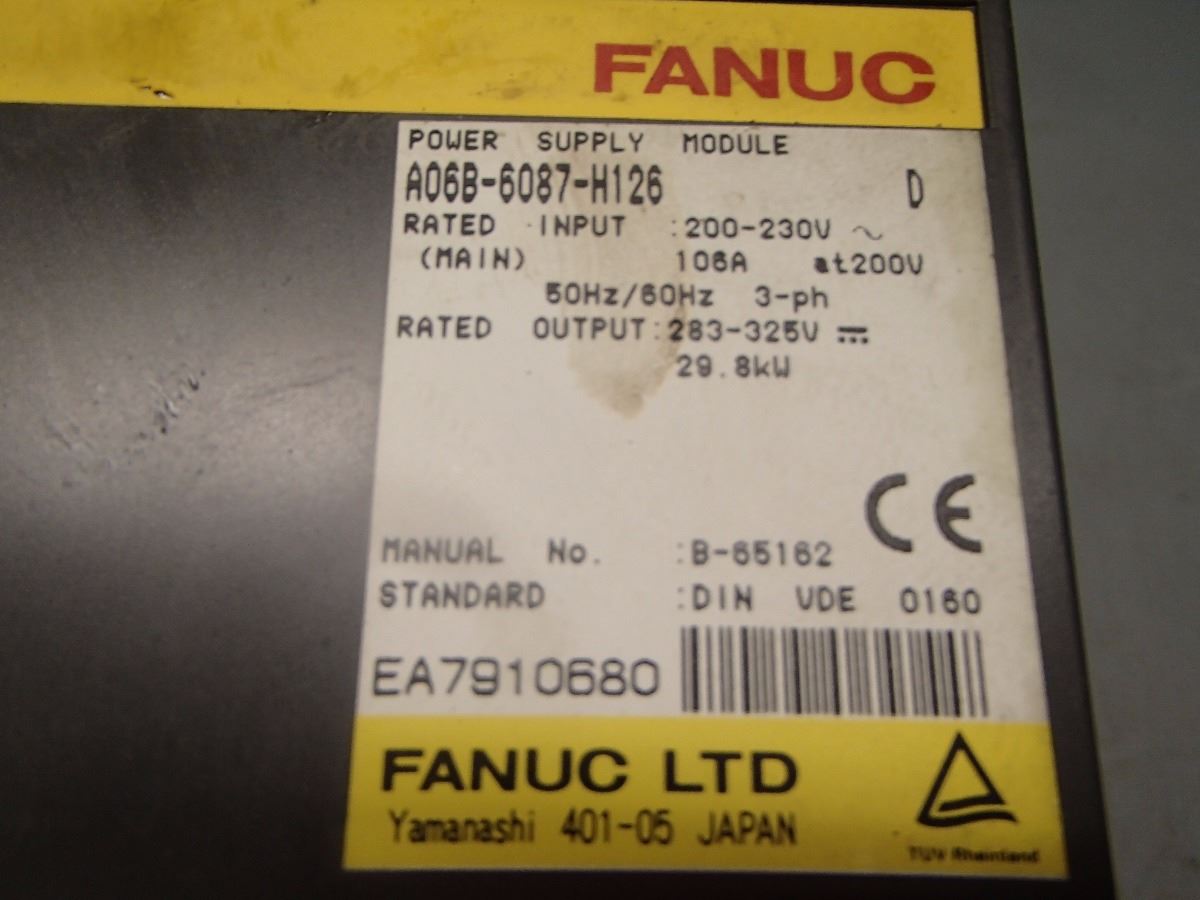 FANUC
POWER SUPPLY MODULE
A06B-6087-H126 D
RATED INPUT :200-230V ~
(MAIN) 106A at200V
50Hz/60Hz 3-ph
RATED OUTPUT:283-325V ⎓
29.8kW
CE
MANUAL No. :B-65162
STANDARD :DIN VDE 0160
EA7910680
FANUC LTD
Yamanashi 401-05 JAPAN
TÜV Rheinland